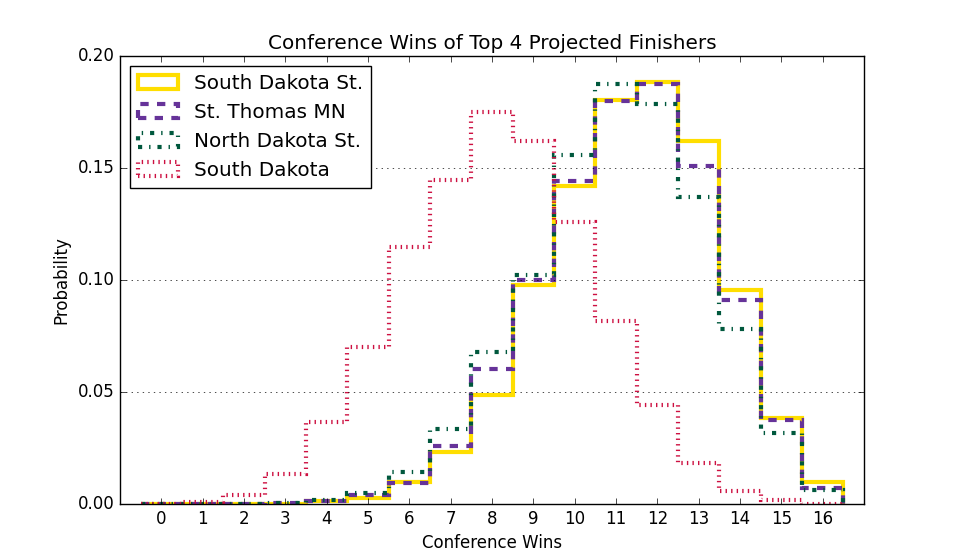 Conference Wins of Top 4 Projected Finishers
South Dakota St.
St. Thomas MN
North Dakota St.
South Dakota
0.20
0.15
0.10
0.05
0.00
Probability
0 1 2 3 4 5 6 7 8 9 10 11 12 13 14 15 16
Conference Wins